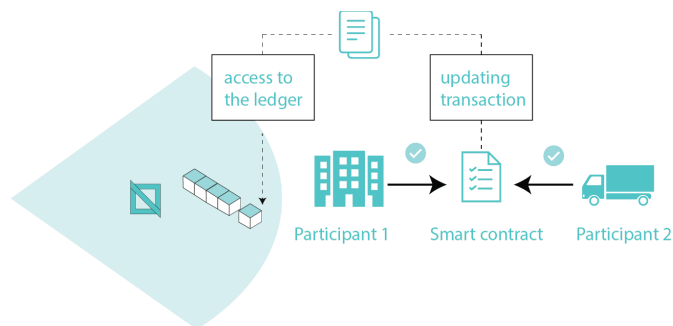 access to
the ledger
updating
transaction
Participant 1
Smart contract
Participant 2